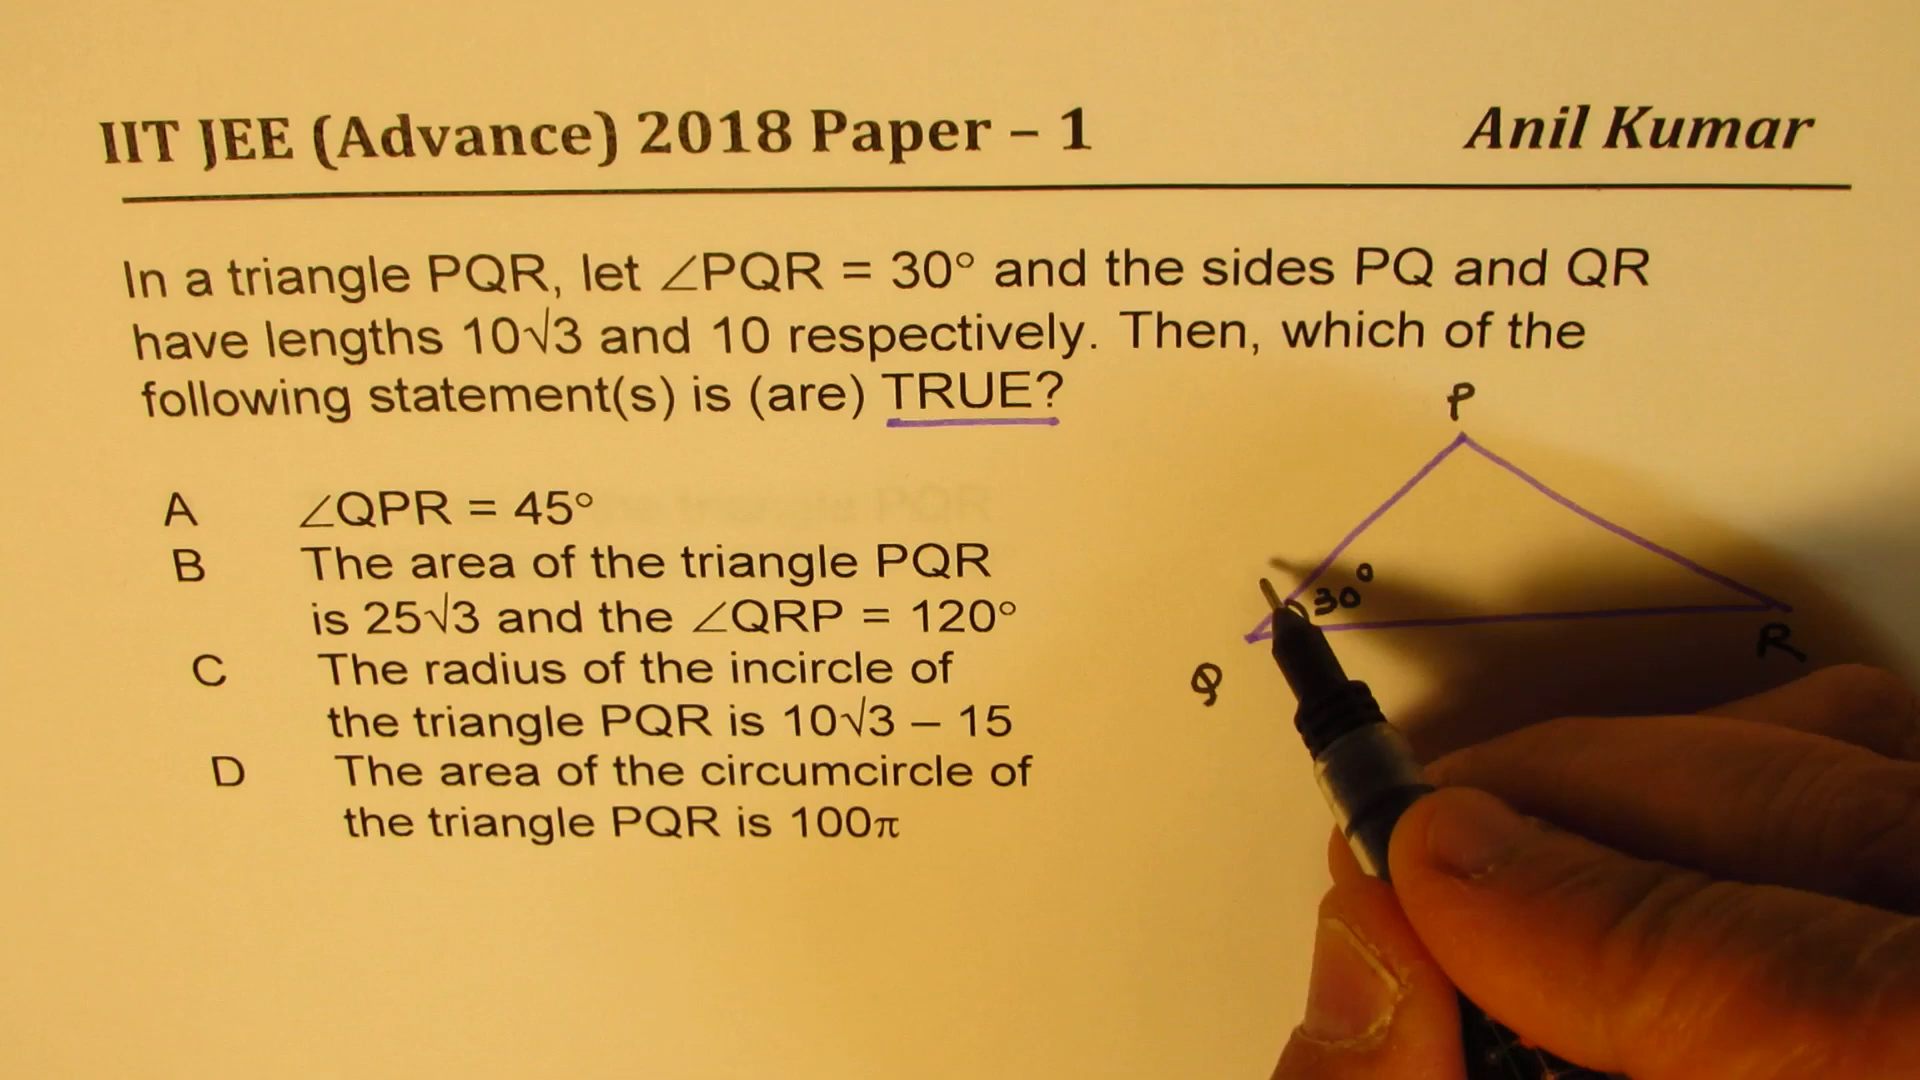 IIT JEE (Advance) 2018 Paper – 1 Anil Kumar
In a triangle PQR, let ∠PQR = 30° and the sides PQ and QR
have lengths 10√3 and 10 respectively. Then, which of the
following statement(s) is (are) TRUE?
P
A ∠QPR = 45°
B The area of the triangle PQR
30°
is 25√3 and the ∠QRP = 120°
R
C The radius of the incircle of
Q
the triangle PQR is 10√3 – 15
D The area of the circumcircle of
the triangle PQR is 100π